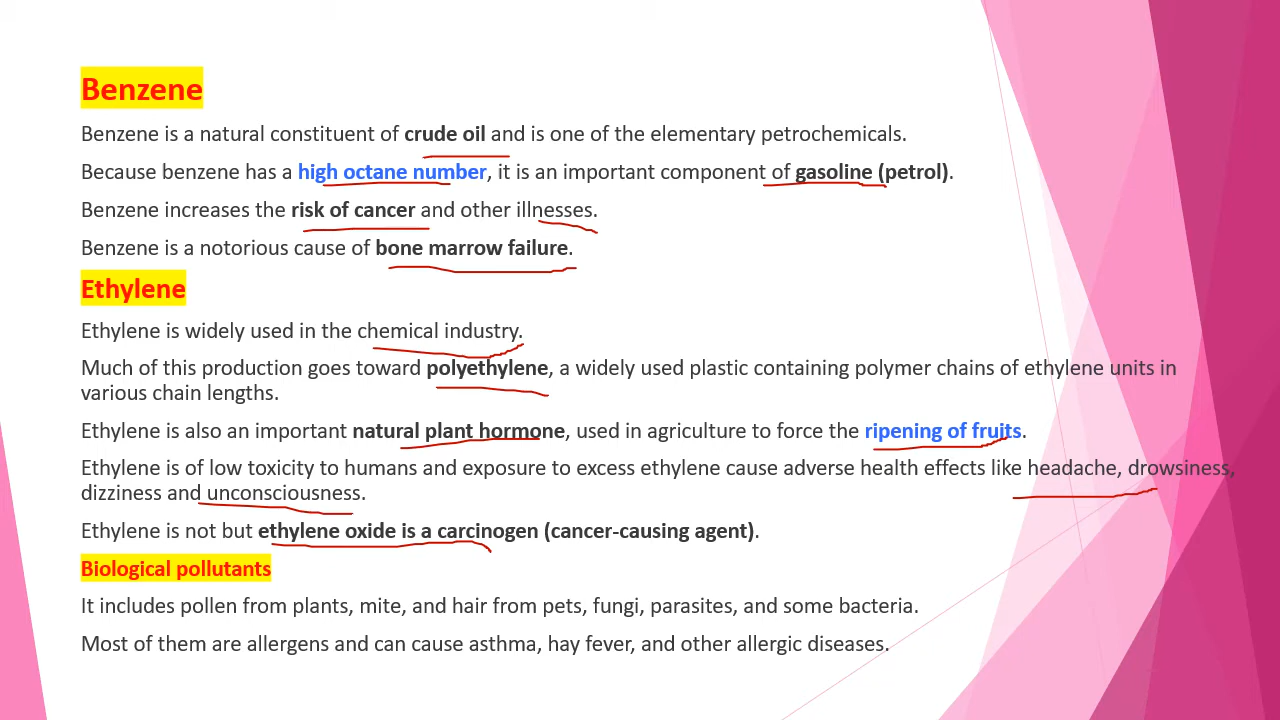 Benzene
Benzene is a natural constituent of crude oil and is one of the elementary petrochemicals.
Because benzene has a high octane number, it is an important component of gasoline (petrol).
Benzene increases the risk of cancer and other illnesses.
Benzene is a notorious cause of bone marrow failure.
Ethylene
Ethylene is widely used in the chemical industry.
Much of this production goes toward polyethylene, a widely used plastic containing polymer chains of ethylene units in
various chain lengths.
Ethylene is also an important natural plant hormone, used in agriculture to force the ripening of fruits.
Ethylene is of low toxicity to humans and exposure to excess ethylene cause adverse health effects like headache, drowsiness,
dizziness and unconsciousness.
Ethylene is not but ethylene oxide is a carcinogen (cancer-causing agent).
Biological pollutants
It includes pollen from plants, mite, and hair from pets, fungi, parasites, and some bacteria.
Most of them are allergens and can cause asthma, hay fever, and other allergic diseases.